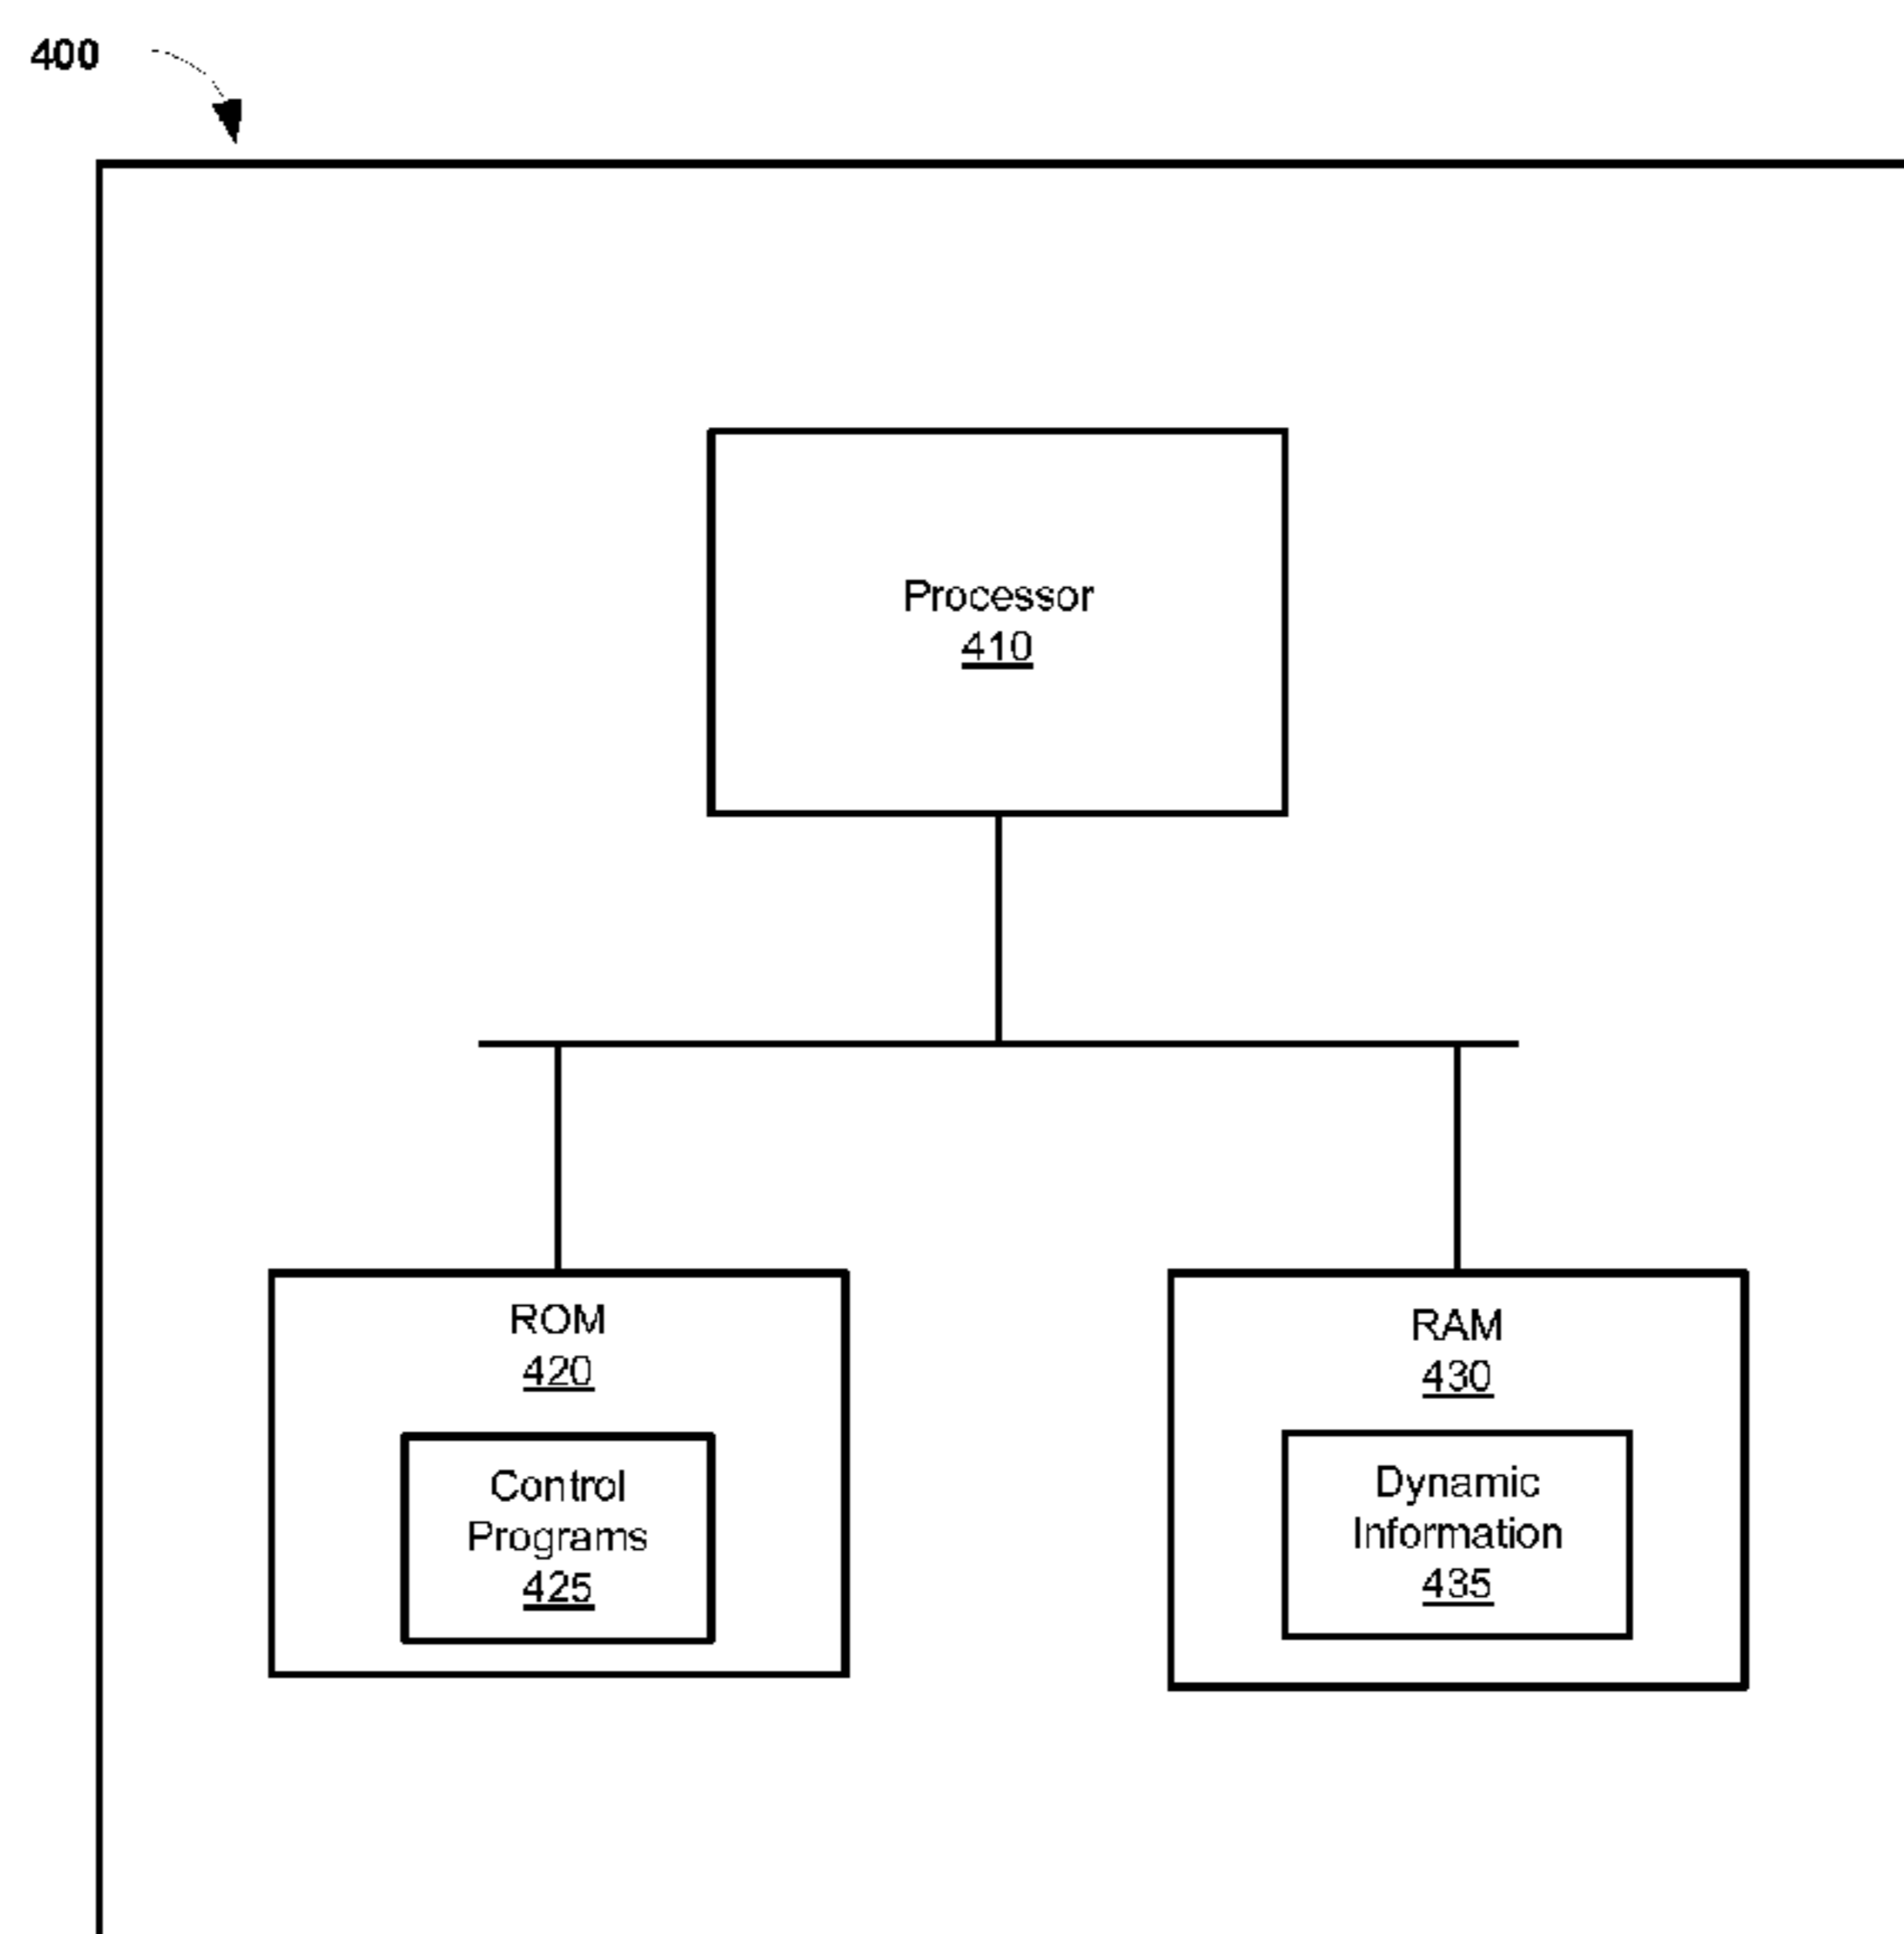 400
Processor
410
ROM
420
Control
Programs
425
RAM
430
Dynamic
Information
435